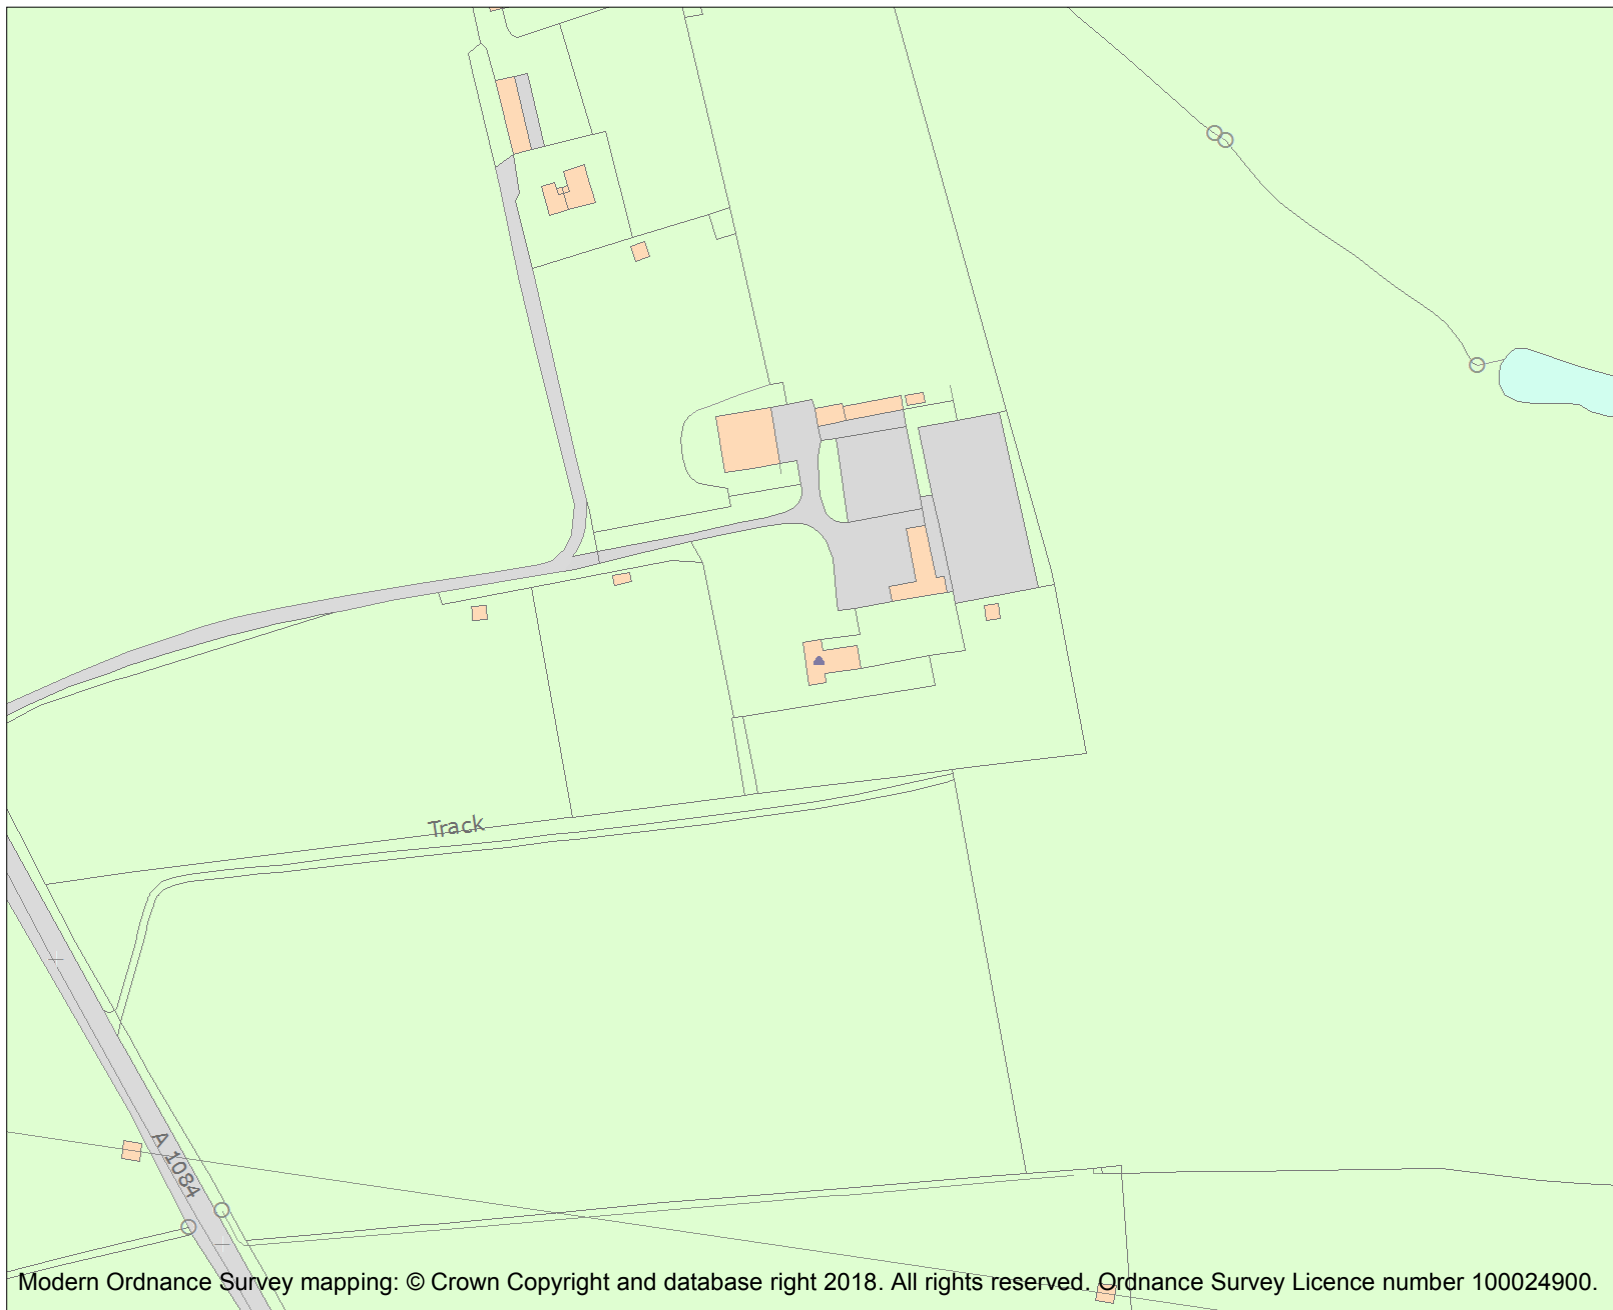 Track
A 1084
Modern Ordnance Survey mapping: © Crown Copyright and database right 2018. All rights reserved. Ordnance Survey Licence number 100024900.